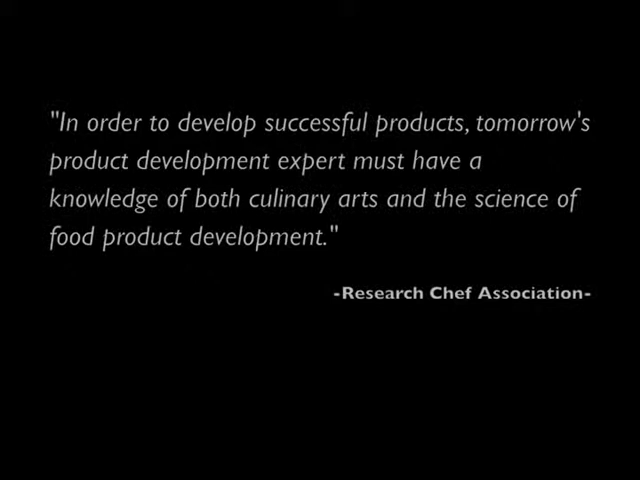 "In order to develop successful products, tomorrow's
product development expert must have a
knowledge of both culinary arts and the science of
food product development."
-Research Chef Association-